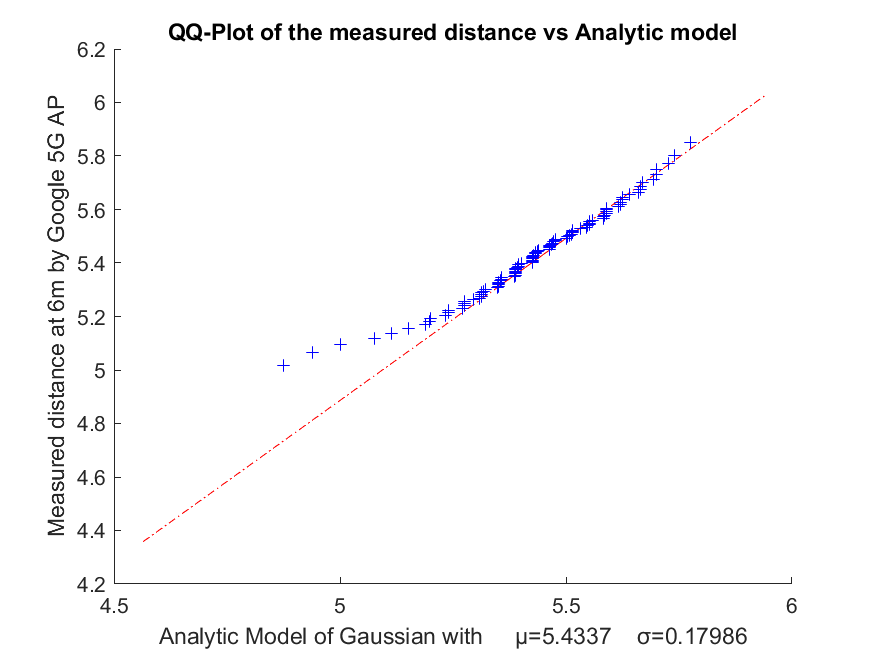 QQ-Plot of the measured distance vs Analytic model
6.2
6
5.8
5.6
5.4
5.2
5
4.8
4.6
4.4
4.2
Measured distance at 6m by Google 5G AP
4.5 5 5.5 6
Analytic Model of Gaussian with μ=5.4337 σ=0.17986